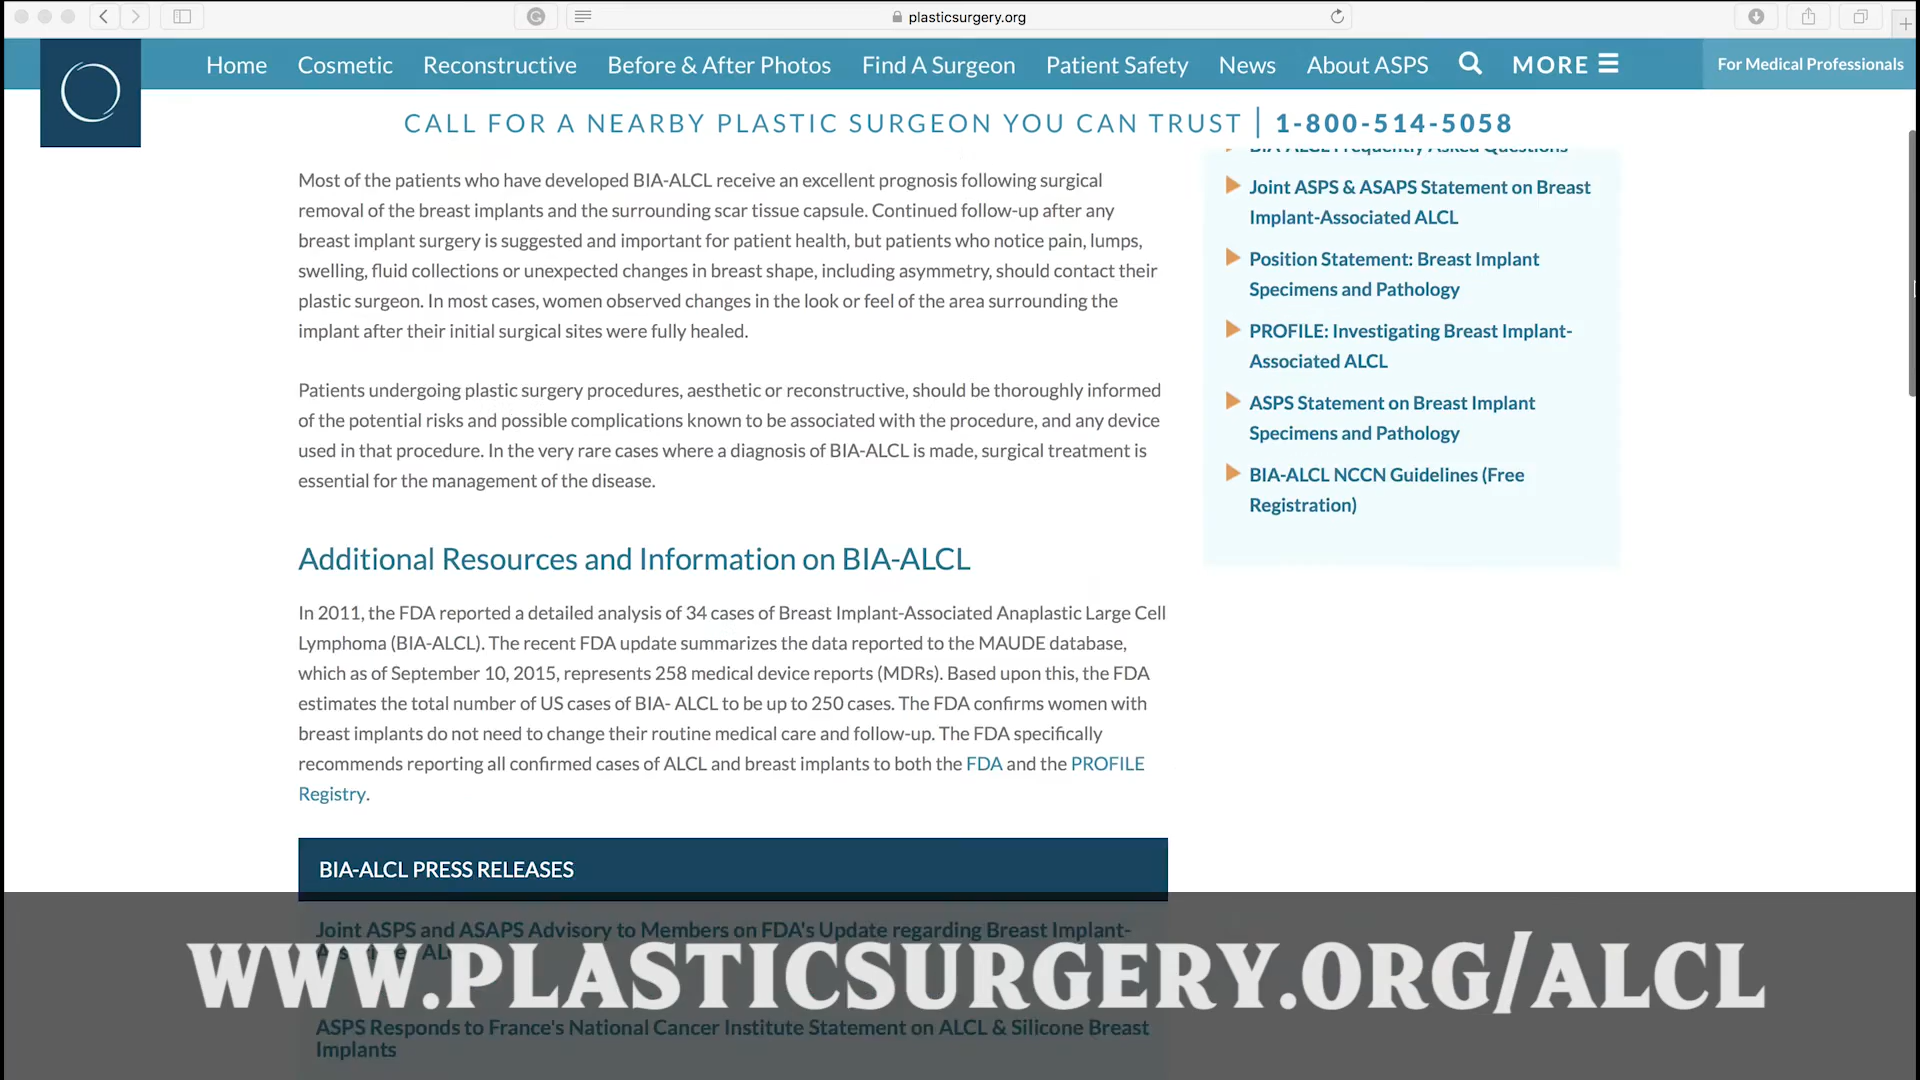 plasticsurgery.org
Home Cosmetic Reconstructive Before & After Photos Find A Surgeon Patient Safety News About ASPS MORE For Medical Professionals
CALL FOR A NEARBY PLASTIC SURGEON YOU CAN TRUST | 1-800-514-5058
Most of the patients who have developed BIA-ALCL receive an excellent prognosis following surgical
removal of the breast implants and the surrounding scar tissue capsule. Continued follow-up after any
breast implant surgery is suggested and important for patient health, but patients who notice pain, lumps,
swelling, fluid collections or unexpected changes in breast shape, including asymmetry, should contact their
plastic surgeon. In most cases, women observed changes in the look or feel of the area surrounding the
implant after their initial surgical sites were fully healed.
Patients undergoing plastic surgery procedures, aesthetic or reconstructive, should be thoroughly informed
of the potential risks and possible complications known to be associated with the procedure, and any device
used in that procedure. In the very rare cases where a diagnosis of BIA-ALCL is made, surgical treatment is
essential for the management of the disease.
Additional Resources and Information on BIA-ALCL
In 2011, the FDA reported a detailed analysis of 34 cases of Breast Implant-Associated Anaplastic Large Cell
Lymphoma (BIA-ALCL). The recent FDA update summarizes the data reported to the MAUDE database,
which as of September 10, 2015, represents 258 medical device reports (MDRs). Based upon this, the FDA
estimates the total number of US cases of BIA- ALCL to be up to 250 cases. The FDA confirms women with
breast implants do not need to change their routine medical care and follow-up. The FDA specifically
recommends reporting all confirmed cases of ALCL and breast implants to both the FDA and the PROFILE
Registry.
BIA-ALCL PRESS RELEASES
Joint ASPS and ASAPS Advisory to Members on FDA's Update regarding Breast Implant-
WWW.PLASTICSURGERY.ORG/ALCL
ASPS Responds to France's National Cancer Institute Statement on ALCL & Silicone Breast
Implants
BIA-ALCL Frequently Asked Questions
Joint ASPS & ASAPS Statement on Breast
Implant-Associated ALCL
Position Statement: Breast Implant
Specimens and Pathology
PROFILE: Investigating Breast Implant-
Associated ALCL
ASPS Statement on Breast Implant
Specimens and Pathology
BIA-ALCL NCCN Guidelines (Free
Registration)